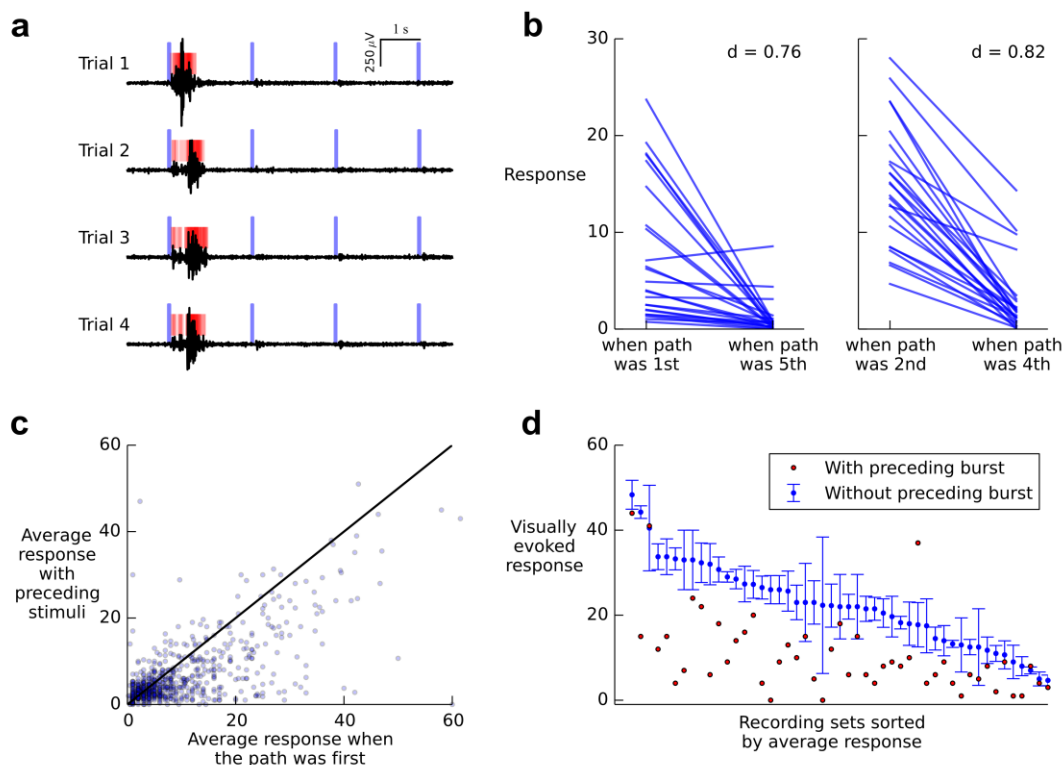 a
Trial 1
Trial 2
Trial 3
Trial 4
1 s
250 μV
b
30
20
10
0
Response
d = 0.76
d = 0.82
when path
was 1st
when path
was 5th
when path
was 2nd
when path
was 4th
c
60
40
20
0
Average
response
with
preceding
stimuli
0
20
40
60
Average response when
the path was first
d
60
40
20
0
Visually
evoked
response
With preceding burst
Without preceding burst
Recording sets sorted
by average response